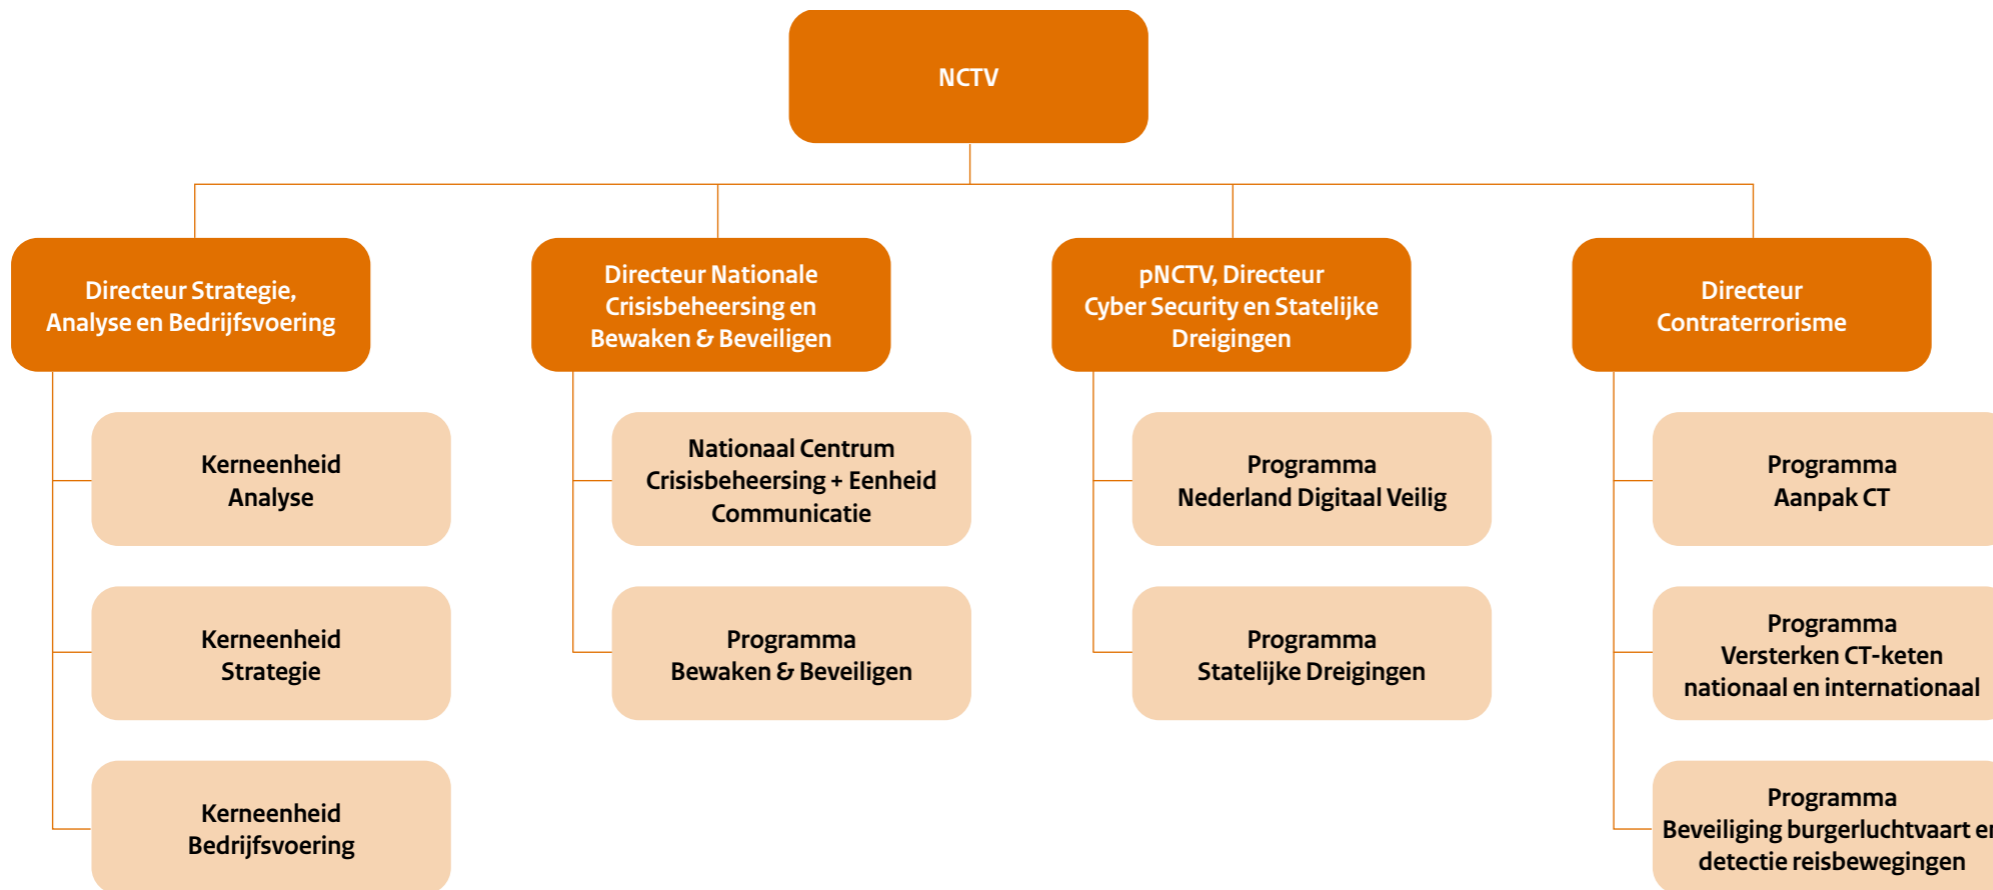 NCTV
Directeur Strategie,
Analyse en Bedrijfsvoering
Kerneenheid
Analyse
Kerneenheid
Strategie
Kerneenheid
Bedrijfsvoering
Directeur Nationale
Crisisbeheersing en
Bewaken & Beveiligen
Nationaal Centrum
Crisisbeheersing + Eenheid
Communicatie
Programma
Bewaken & Beveiligen
pNCTV, Directeur
Cyber Security en Statelijke
Dreigingen
Programma
Nederland Digitaal Veilig
Programma
Statelijke Dreigingen
Directeur
Contraterrorisme
Programma
Aanpak CT
Programma
Versterken CT-keten
nationaal en internationaal
Programma
Beveiliging burgerluchtvaart en
detectie reisbewegingen